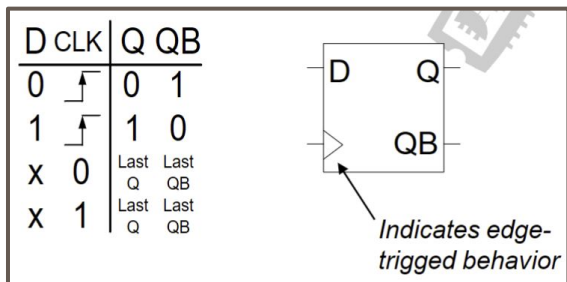 D CLK Q QB
0 0 1
1 1 0
x 0 Last Q Last QB
x 1 Last Q Last QB
D Q
QB
Indicates edge-
trigged behavior